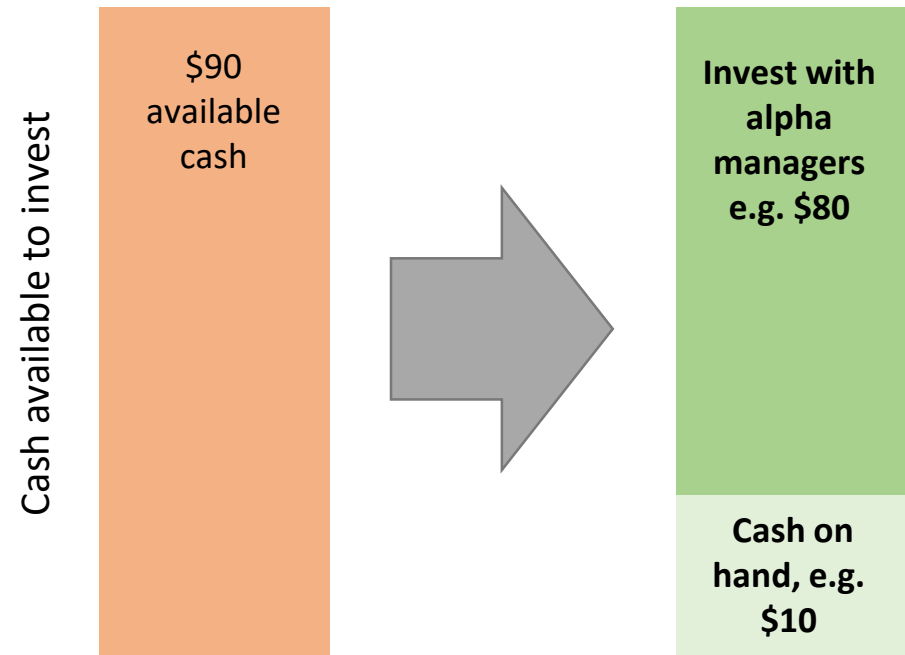 Cash available to invest
$90
available
cash
Invest with
alpha
managers
e.g. $80
Cash on
hand, e.g.
$10